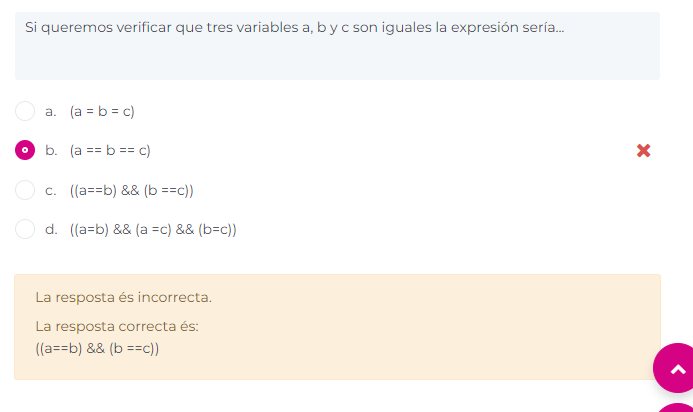 Si queremos verificar que tres variables a, b y c son iguales la expresión sería...
a. (a = b = c)
b. (a == b == c)
c. ((a==b) && (b ==c))
d. ((a=b) && (a =c) && (b=c))
La resposta és incorrecta.
La resposta correcta és:
((a==b) && (b ==c))